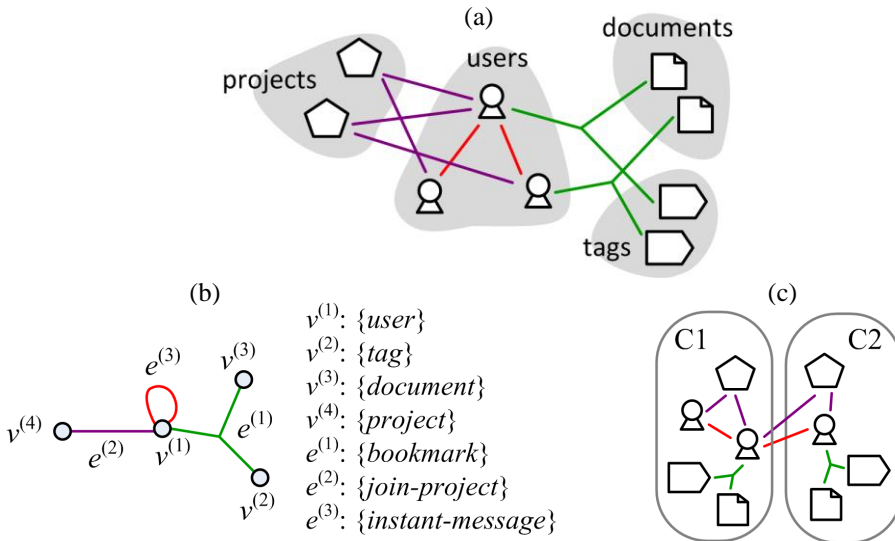 (a)
projects
users
documents
tags
(b)
e^{(3)}
v^{(3)}
v^{(4)}
e^{(2)}
v^{(1)}
e^{(1)}
v^{(2)}
v^{(1)}: {user}
v^{(2)}: {tag}
v^{(3)}: {document}
v^{(4)}: {project}
e^{(1)}: {bookmark}
e^{(2)}: {join-project}
e^{(3)}: {instant-message}
(c)
C1
C2